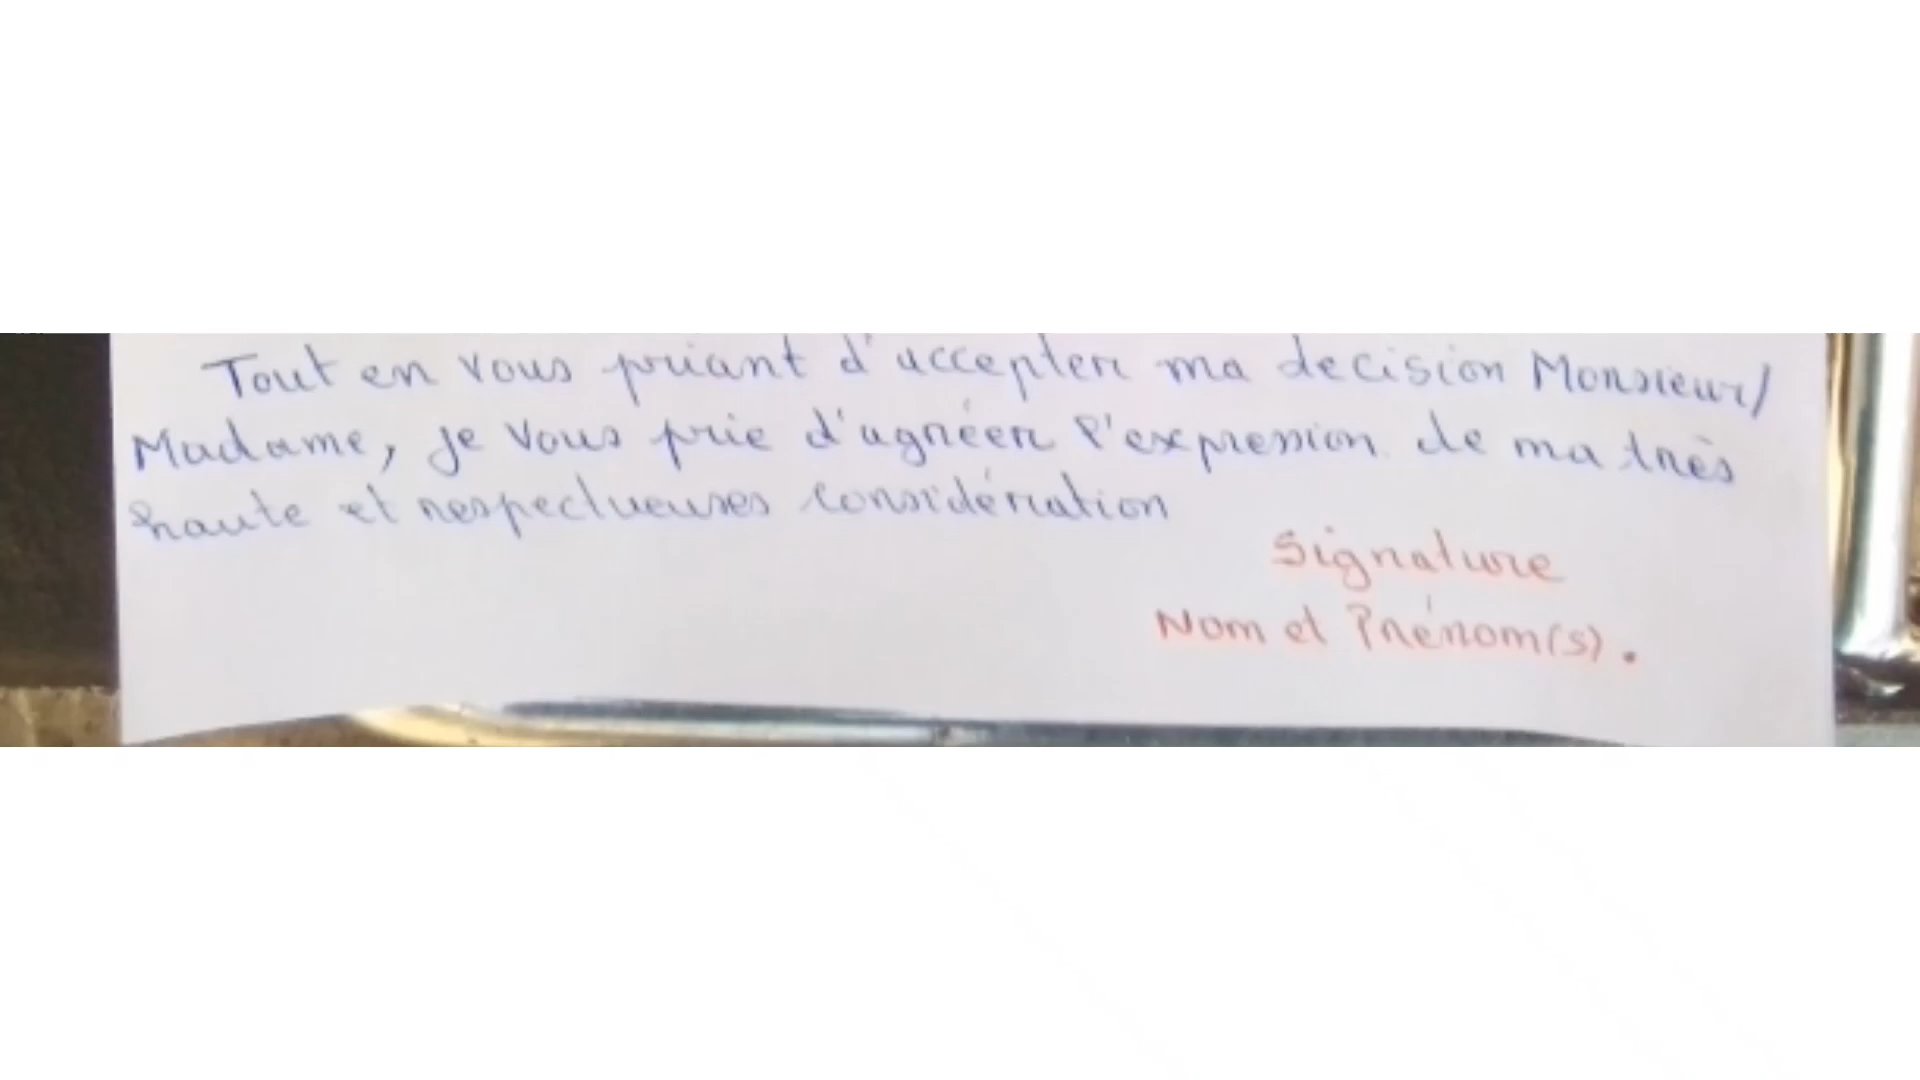 Tout en vous priant d'accepter ma decision Monsieur/
Madame, je vous prie d'agréer l'expression de ma très
haute et respectueuses considération
Signature
Nom et Prénom(s).